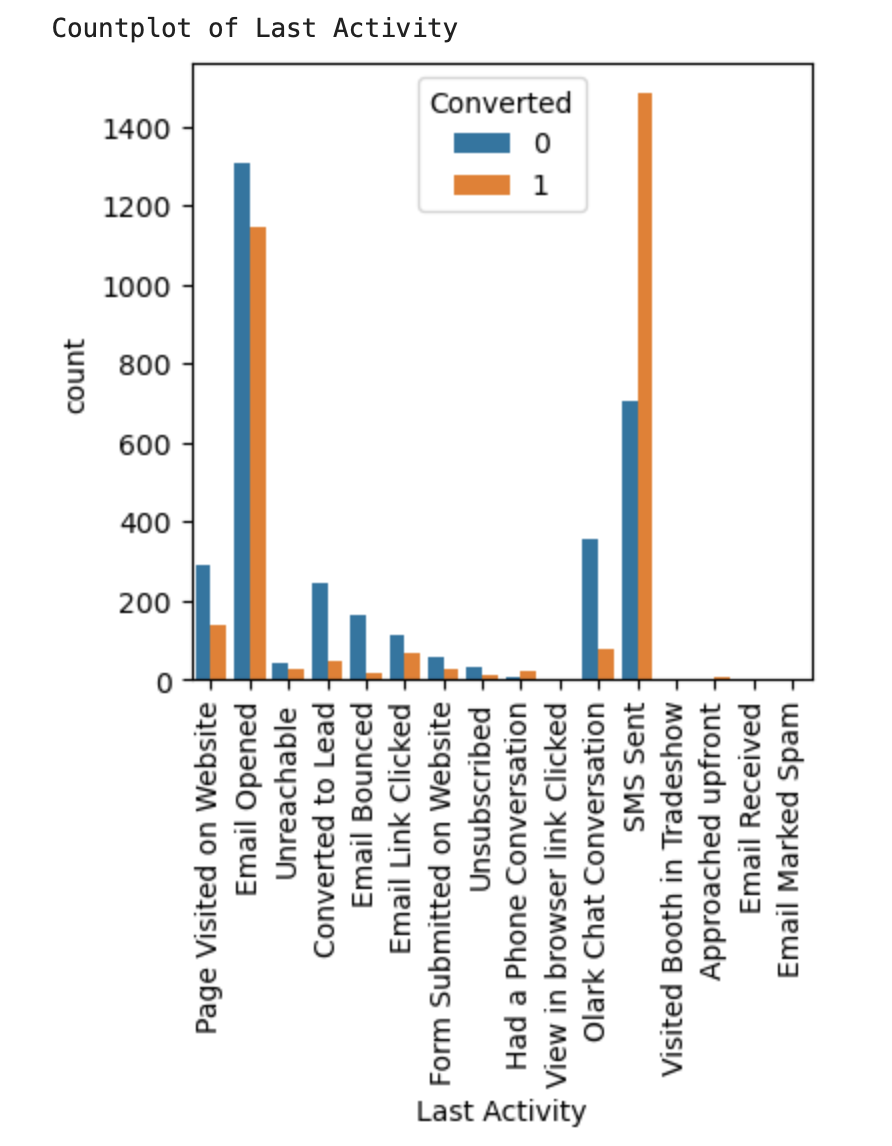 Countplot of Last Activity
Converted
0
1
1400
1200
1000
800
600
400
200
0
count
Page Visited on Website
Email Opened
Unreachable
Converted to Lead
Email Bounced
Email Link Clicked
Form Submitted on Website
Unsubscribed
Had a Phone Conversation
View in browser link Clicked
Olark Chat Conversation
SMS Sent
Visited Booth in Tradeshow
Approached upfront
Email Received
Email Marked Spam
Last Activity